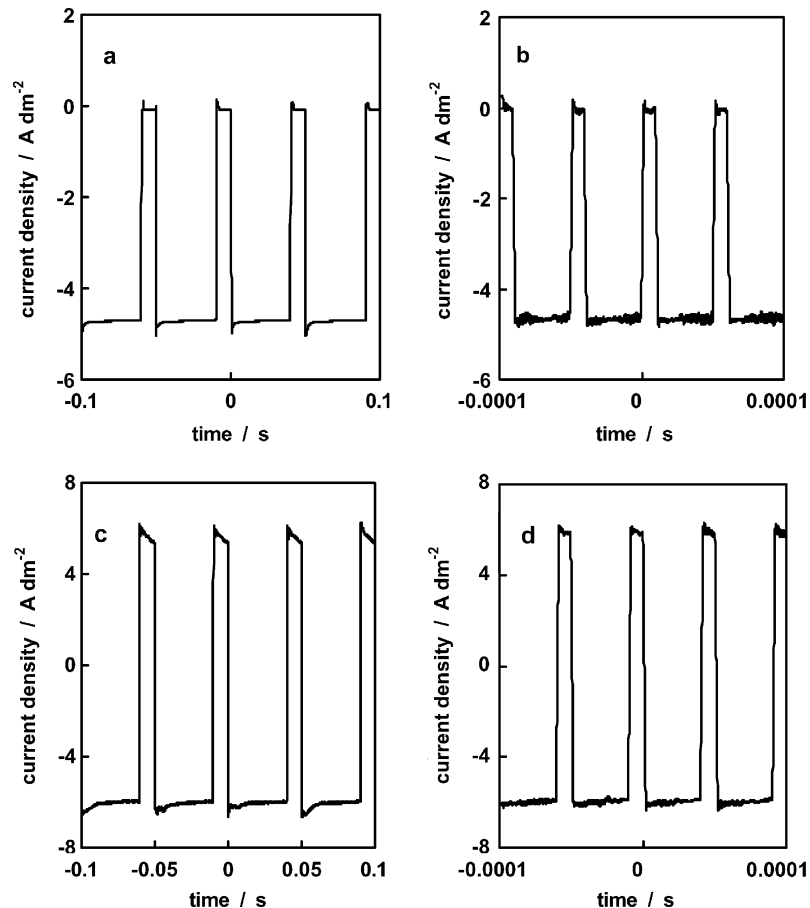 a
2
0
-2
-4
-6
-0.1
0
0.1
current density / A dm-2
time / s
b
2
0
-2
-4
-6
-0.0001
0
0.0001
current density / A dm-2
time / s
c
8
4
0
-4
-8
-0.1
-0.05
0
0.05
0.1
current density / A dm-2
time / s
d
8
4
0
-4
-8
-0.0001
0
0.0001
current density / A dm-2
time / s